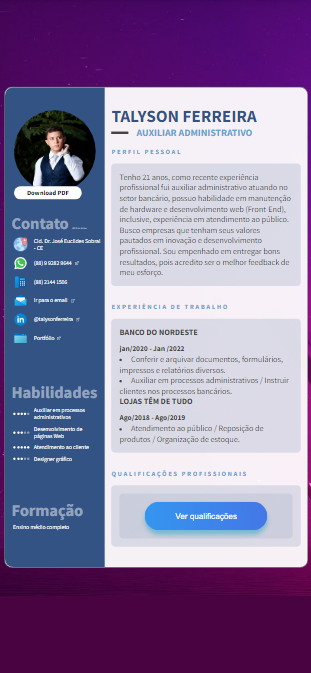 Download PDF
Contato
Cid. Dr. José Euclides Sobral
- CE
(88) 9 9282 9644
(88) 2144 1506
Ir para o email
@talysonferreira
Portfólio
Habilidades
Auxiliar em processos
administrativos
Desenvolvimento de
páginas Web
Atendimento ao cliente
Designer gráfico
Formação
Ensino médio completo
TALYSON FERREIRA
AUXILIAR ADMINISTRATIVO
PERFIL PESSOAL
Tenho 21 anos, como recente experiência
profissional fui auxiliar administrativo atuando no
setor bancário, possuo habilidade em manutenção
de hardware e desenvolvimento web (Front End),
inclusive, experiencia em atendimento ao público.
Busco empresas que tenham seus valores
pautados em inovação e desenvolvimento
profissional. Sou empenhado em entregar bons
resultados, pois acredito ser o melhor feedback de
meu esforço.
EXPERIÊNCIA DE TRABALHO
BANCO DO NORDESTE
jan/2020 - Jan /2022
• Conferir e arquivar documentos, formulários,
impressos e relatórios diversos.
• Auxiliar em processos administrativos / Instruir
clientes nos processos bancários.
LOJAS TÊM DE TUDO
Ago/2018 - Ago/2019
• Atendimento ao público / Reposição de
produtos / Organização de estoque.
QUALIFICAÇÕES PROFISSIONAIS
Ver qualificações